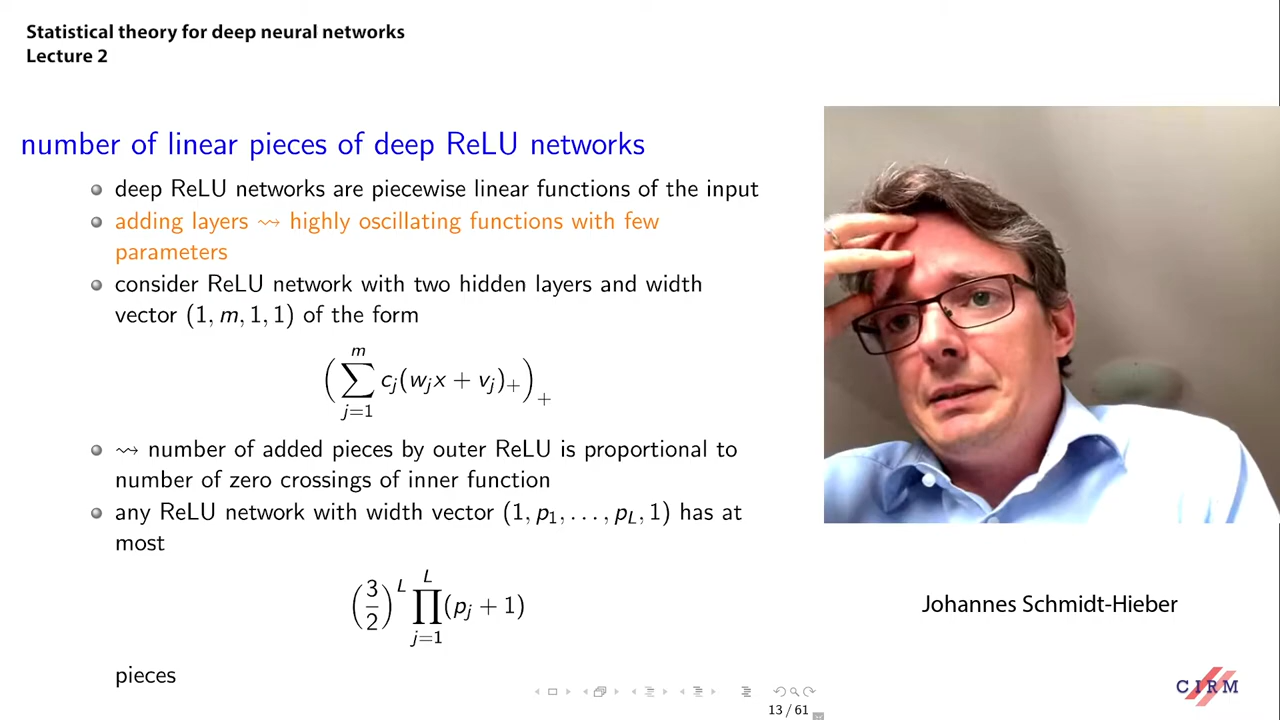 Statistical theory for deep neural networks
Lecture 2
number of linear pieces of deep ReLU networks
deep ReLU networks are piecewise linear functions of the input
adding layers ⇝ highly oscillating functions with few
parameters
consider ReLU network with two hidden layers and width
vector (1, m, 1, 1) of the form
(∑_{j=1}^{m} c_j(w_j x + v_j)_+)_+
⇝ number of added pieces by outer ReLU is proportional to
number of zero crossings of inner function
any ReLU network with width vector (1, p_1, . . . , p_L, 1) has at
most
(3/2)^L ∏_{j=1}^{L} (p_j + 1)
pieces
13 / 61
Johannes Schmidt-Hieber
CIRM